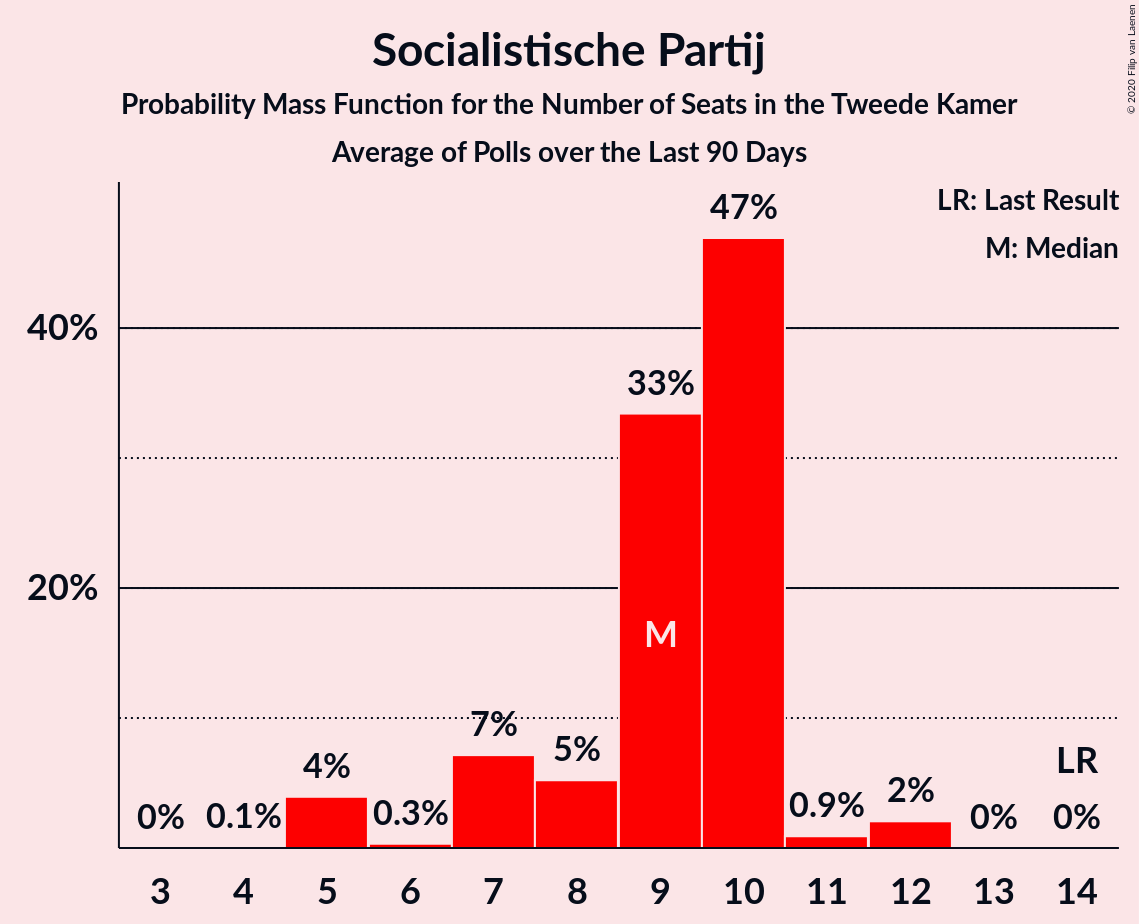 Socialistische Partij
Probability Mass Function for the Number of Seats in the Tweede Kamer
Average of Polls over the Last 90 Days
© 2020 Filip van Laenen
LR: Last Result
M: Median
47%
40%
33%
20%
M
7%
5%
4%
LR
2%
0% 0.1% 0.3% 0.9% 0% 0%
3 4 5 6 7 8 9 10 11 12 13 14